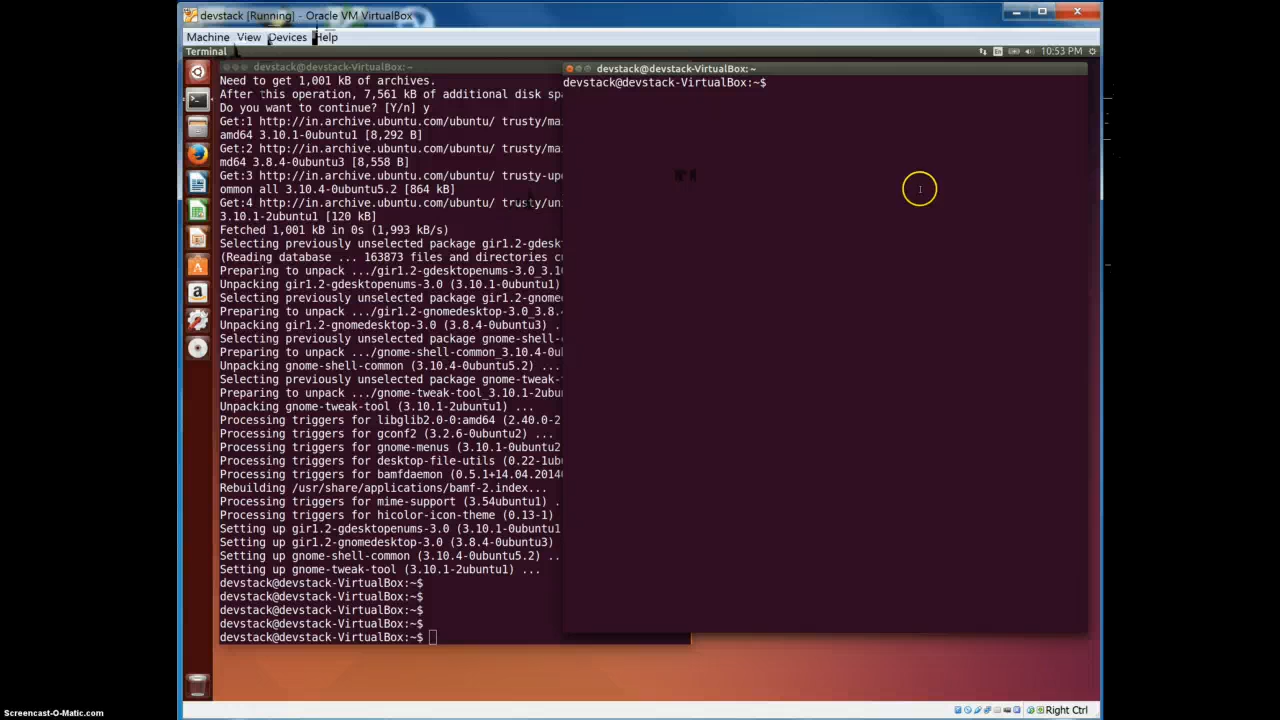 devstack [Running] - Oracle VM VirtualBox
Machine View Devices Help
Terminal
En
10:53 PM
devstack@devstack-VirtualBox: ~
Need to get 1,001 kB of archives.
After this operation, 7,561 kB of additional disk spa
Do you want to continue? [Y/n] y
Get:1 http://in.archive.ubuntu.com/ubuntu/ trusty/ma
amd64 3.10.1-0ubuntu1 [8,292 B]
Get:2 http://in.archive.ubuntu.com/ubuntu/ trusty/ma
md64 3.8.4-0ubuntu3 [8,558 B]
Get:3 http://in.archive.ubuntu.com/ubuntu/ trusty-up
ommon all 3.10.4-0ubuntu5.2 [864 kB]
Get:4 http://in.archive.ubuntu.com/ubuntu/ trusty/un
3.10.1-2ubuntu1 [120 kB]
Fetched 1,001 kB in 0s (1,993 kB/s)
Selecting previously unselected package gir1.2-gdesk
(Reading database ... 163873 files and directories cu
Preparing to unpack .../gir1.2-gdesktopenums-3.0_3.10
Unpacking gir1.2-gdesktopenums-3.0 (3.10.1-0ubuntu1)
Selecting previously unselected package gir1.2-gnome
Preparing to unpack .../gir1.2-gnomedesktop-3.0_3.8.4
Unpacking gir1.2-gnomedesktop-3.0 (3.8.4-0ubuntu3) .
Selecting previously unselected package gnome-shell-
Preparing to unpack .../gnome-shell-common_3.10.4-0ub
Unpacking gnome-shell-common (3.10.4-0ubuntu5.2) ...
Selecting previously unselected package gnome-tweak-
Preparing to unpack .../gnome-tweak-tool_3.10.1-2ubun
Unpacking gnome-tweak-tool (3.10.1-2ubuntu1) ...
Processing triggers for libglib2.0-0:amd64 (2.40.0-2
Processing triggers for gconf2 (3.2.6-0ubuntu2) ...
Processing triggers for gnome-menus (3.10.1-0ubuntu2
Processing triggers for desktop-file-utils (0.22-1ub
Processing triggers for bamfdaemon (0.5.1+14.04.2014
Rebuilding /usr/share/applications/bamf-2.index...
Processing triggers for mime-support (3.54ubuntu1) .
Processing triggers for hicolor-icon-theme (0.13-1)
Setting up gir1.2-gdesktopenums-3.0 (3.10.1-0ubuntu1
Setting up gir1.2-gnomedesktop-3.0 (3.8.4-0ubuntu3)
Setting up gnome-shell-common (3.10.4-0ubuntu5.2) ..
Setting up gnome-tweak-tool (3.10.1-2ubuntu1) ...
devstack@devstack-VirtualBox:~$
devstack@devstack-VirtualBox:~$
devstack@devstack-VirtualBox:~$
devstack@devstack-VirtualBox:~$
devstack@devstack-VirtualBox:~$
devstack@devstack-VirtualBox: ~
devstack@devstack-VirtualBox:~$
Right Ctrl
Screencast-O-Matic.com